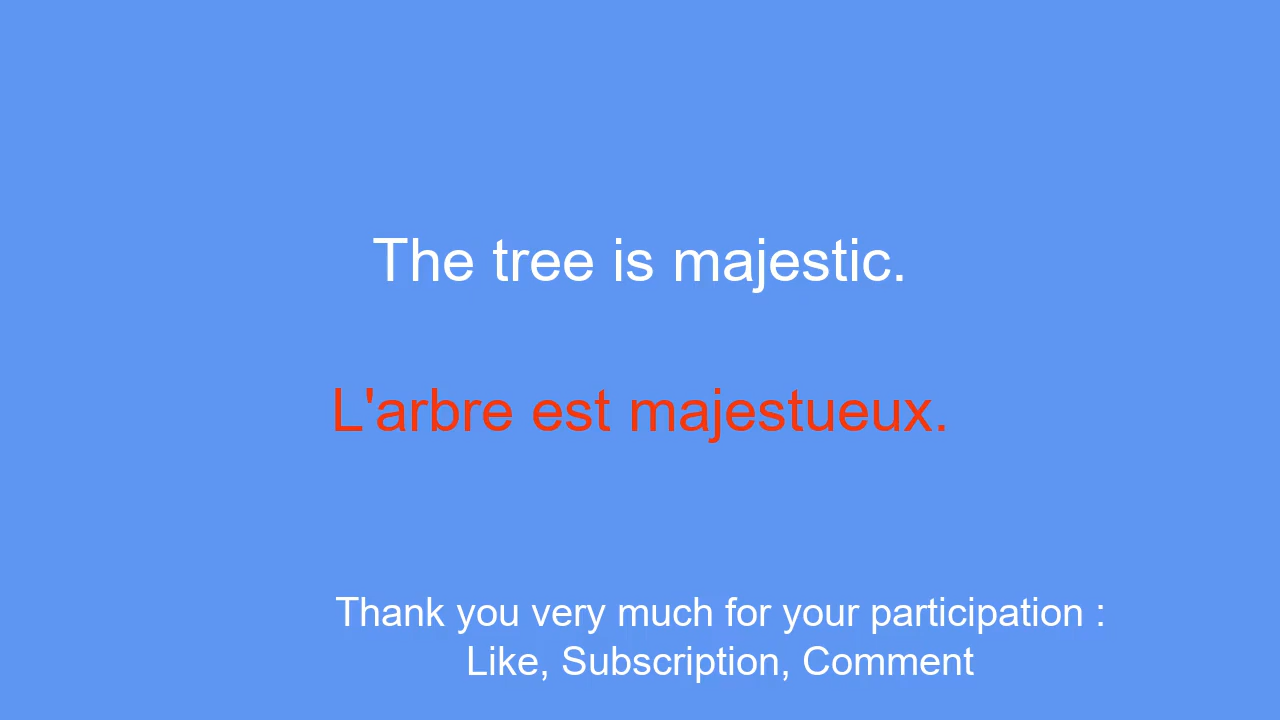 The tree is majestic.
L'arbre est majestueux.
Thank you very much for your participation :
Like, Subscription, Comment